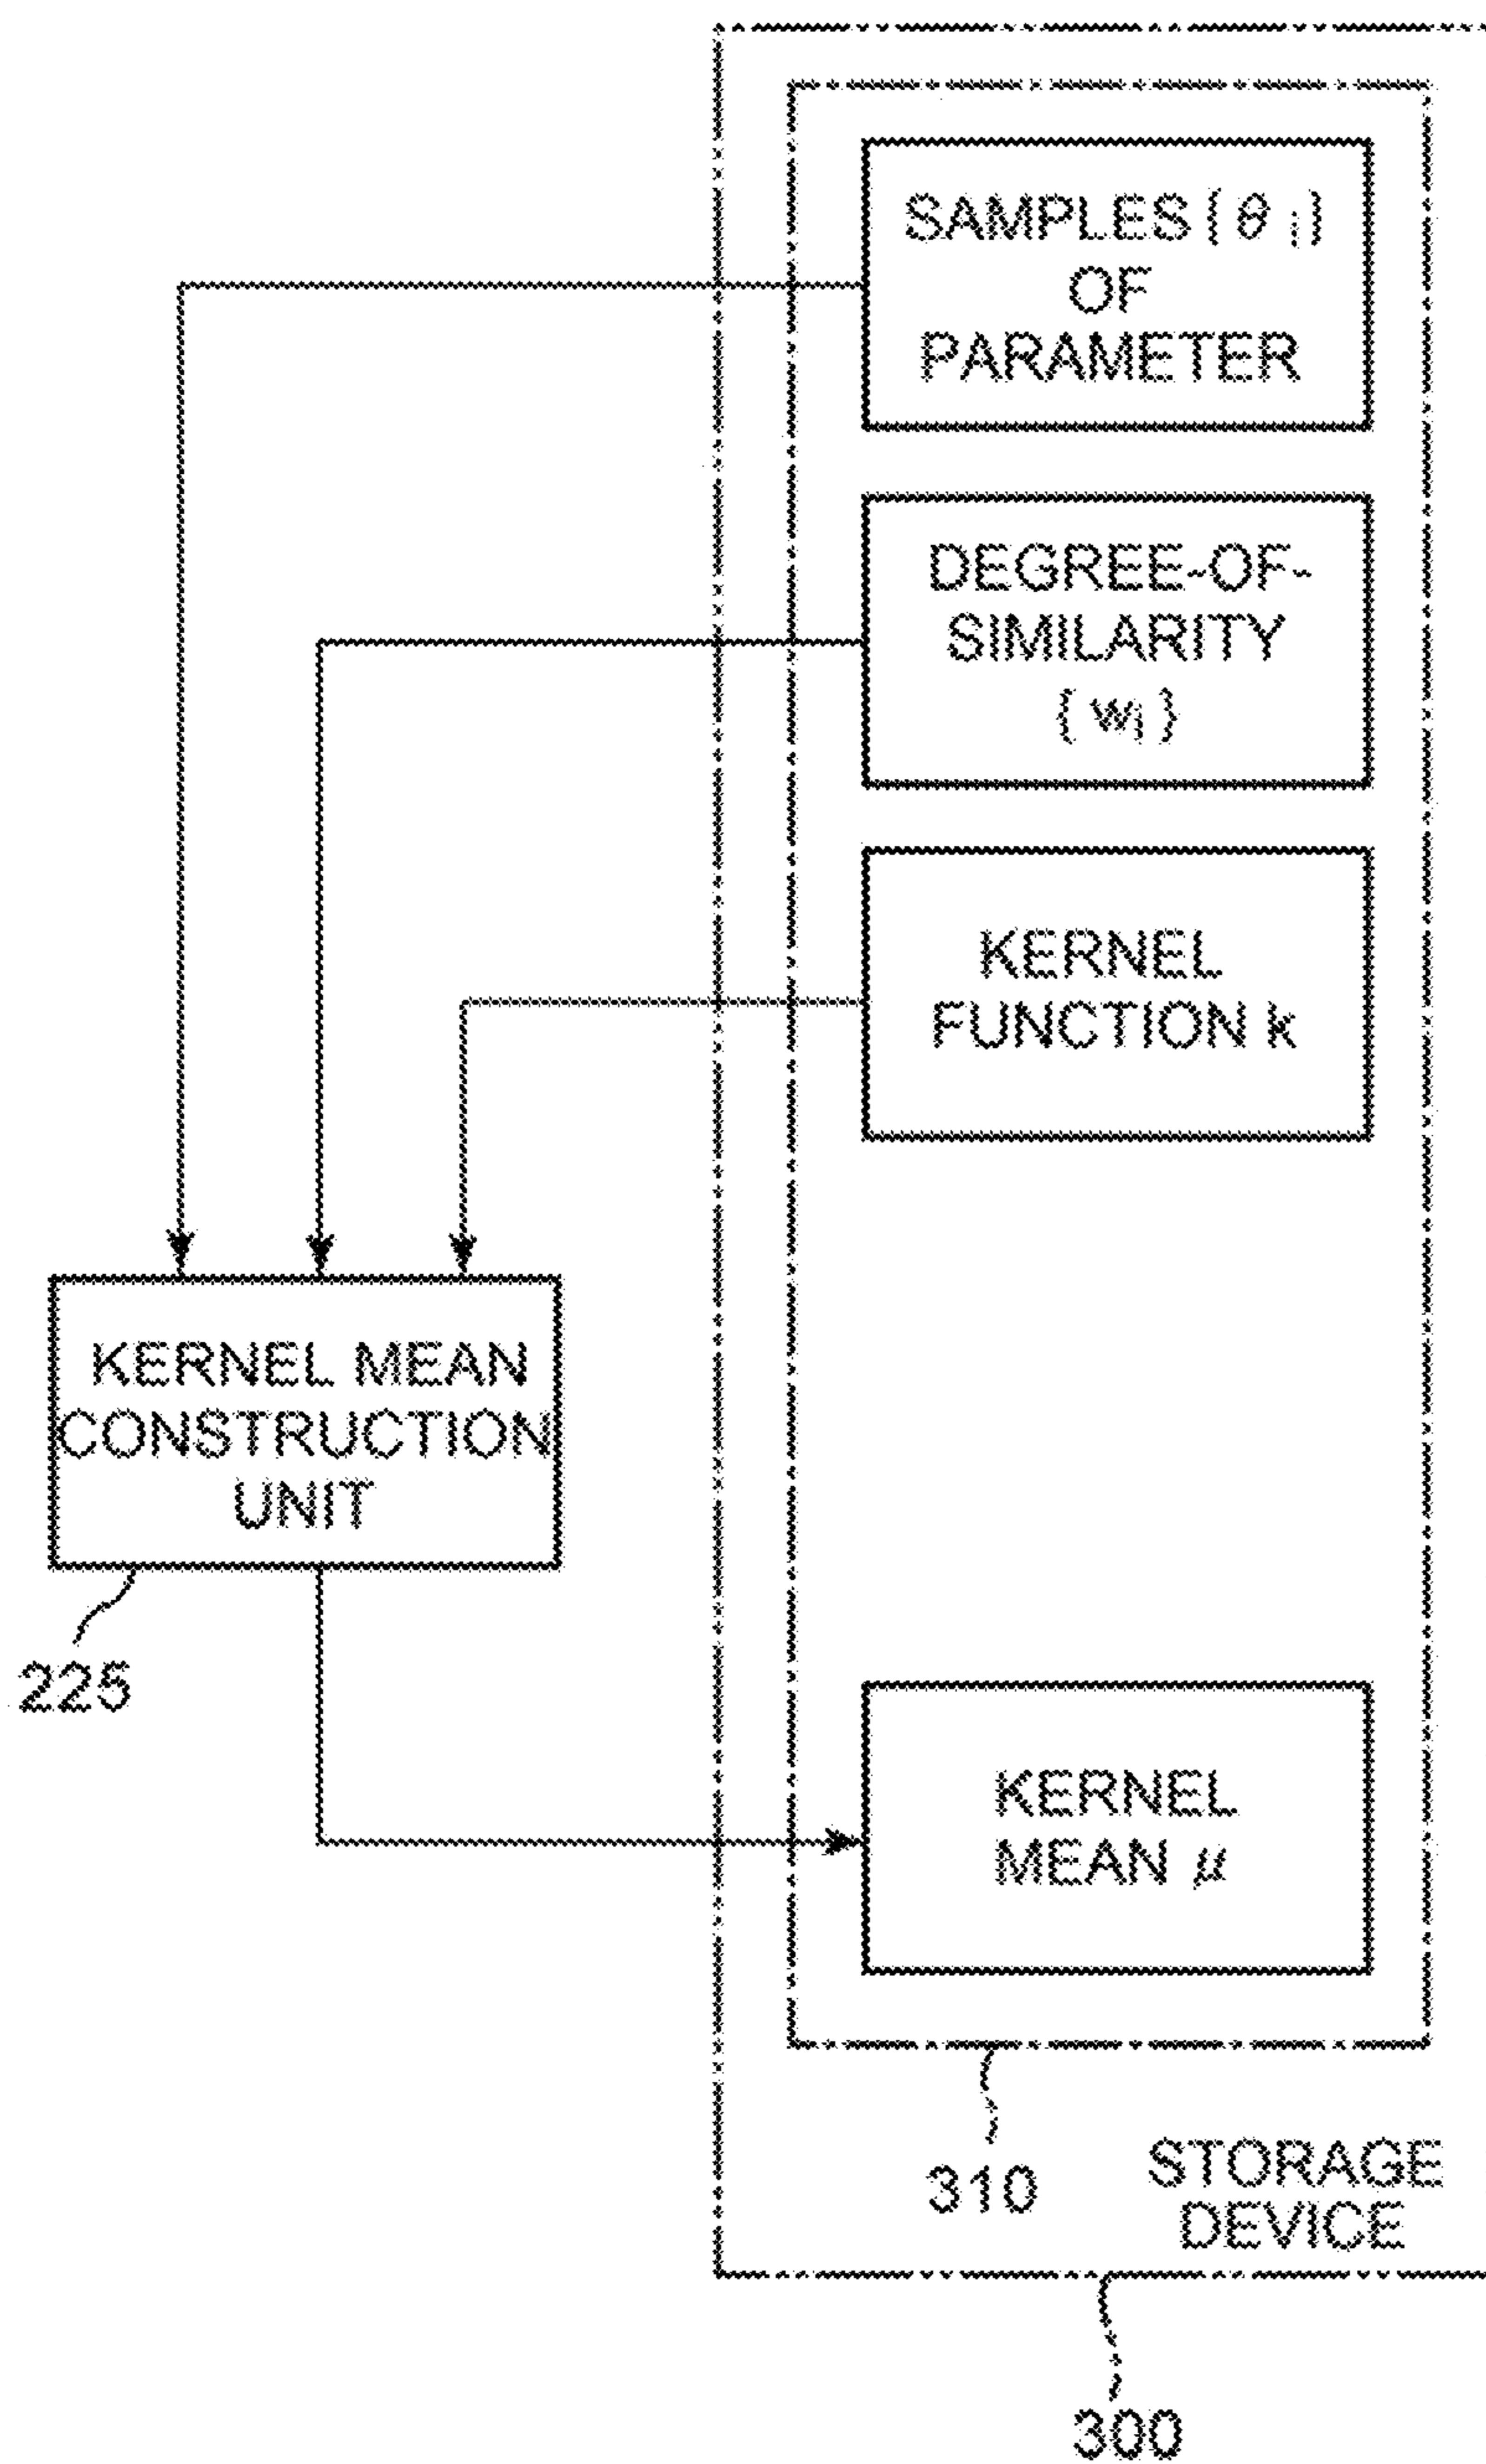 SAMPLES { θ i }
OF
PARAMETER
DEGREE-OF-
SIMILARITY
{ wi }
KERNEL
FUNCTION k
KERNEL MEAN
CONSTRUCTION
UNIT
225
KERNEL
MEAN μ
310
STORAGE
DEVICE
300